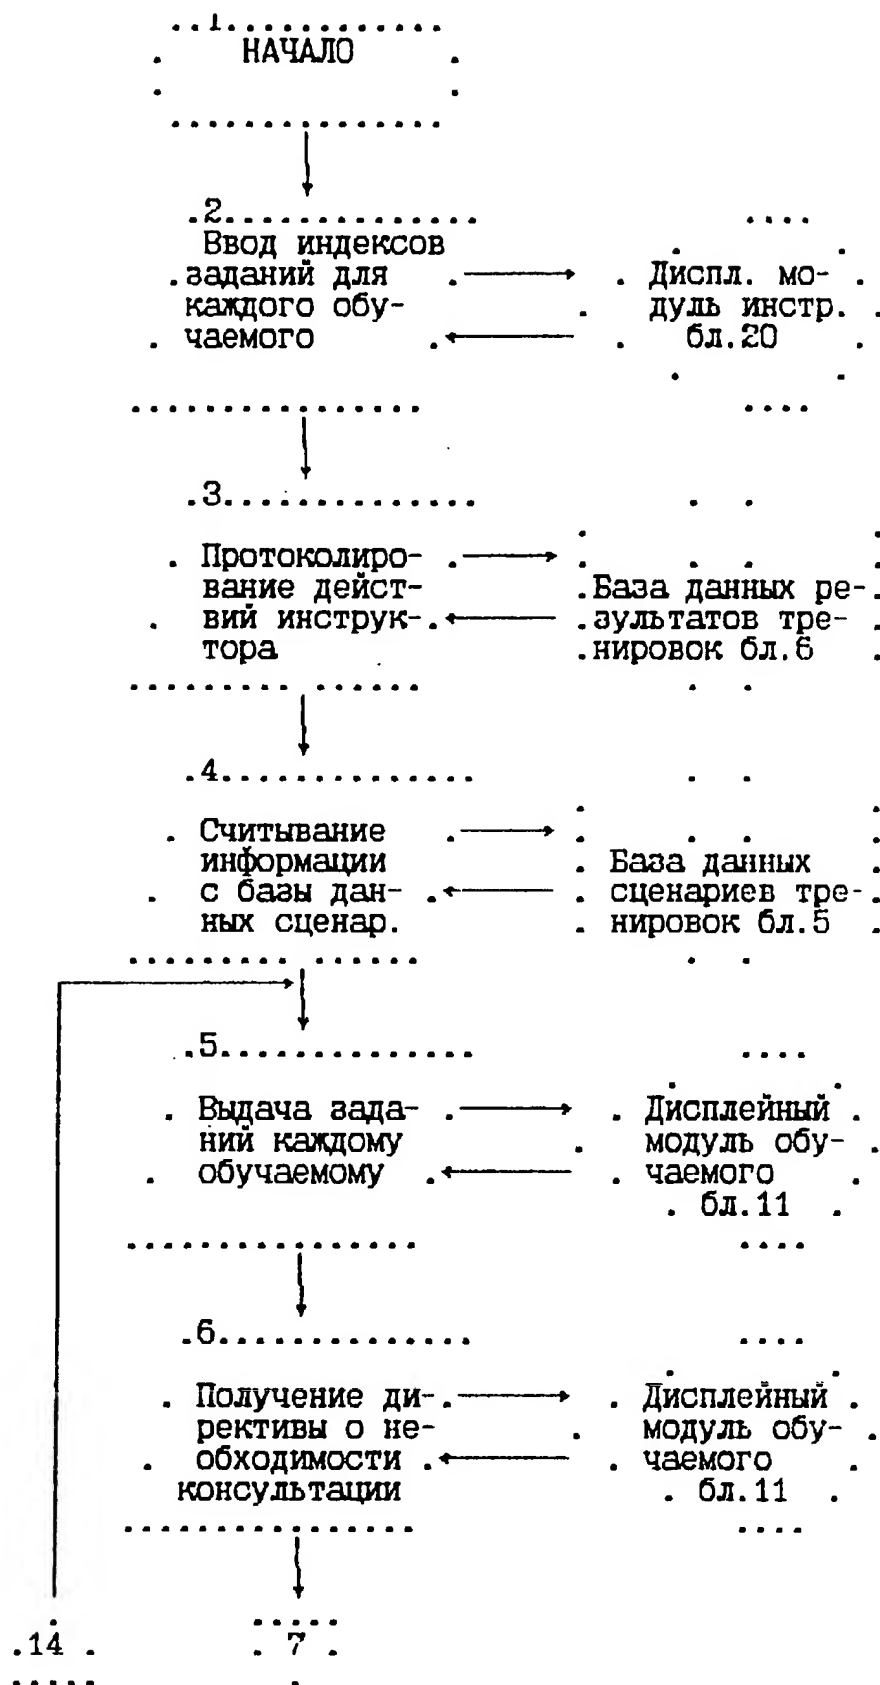 1
НАЧАЛО
2
Ввод индексов
заданий для
каждого обу-
чаемого
Диспл. мо-
дуль инстр.
бл.20
3
Протоколиро-
вание дейст-
вий инструк-
тора
База данных ре-
зультатов тре-
нировок бл.6
4
Считывание
информации
с базы дан-
ных сценар.
База данных
сценариев тре-
нировок бл.5
5
Выдача зада-
ний каждому
обучаемому
Дисплейный
модуль обу-
чаемого
бл.11
6
Получение ди-
рективы о не-
обходимости
консультации
Дисплейный
модуль обу-
чаемого
бл.11
14
7